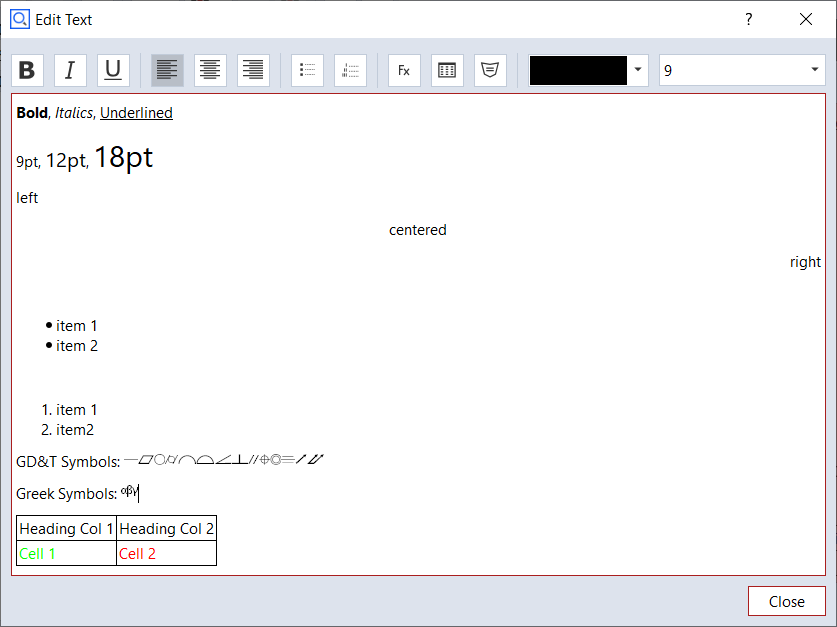 Edit Text
?
B I U Fx 9
Bold, Italics, Underlined
9pt, 12pt, 18pt
left
centered
right
• item 1
• item 2
1. item 1
2. item2
GD&T Symbols: ⏤⏥○⌭⌒⌓∠⊥∥⌖◎⌯↗⌰
Greek Symbols: αβγ
Heading Col 1 Heading Col 2
Cell 1 Cell 2
Close